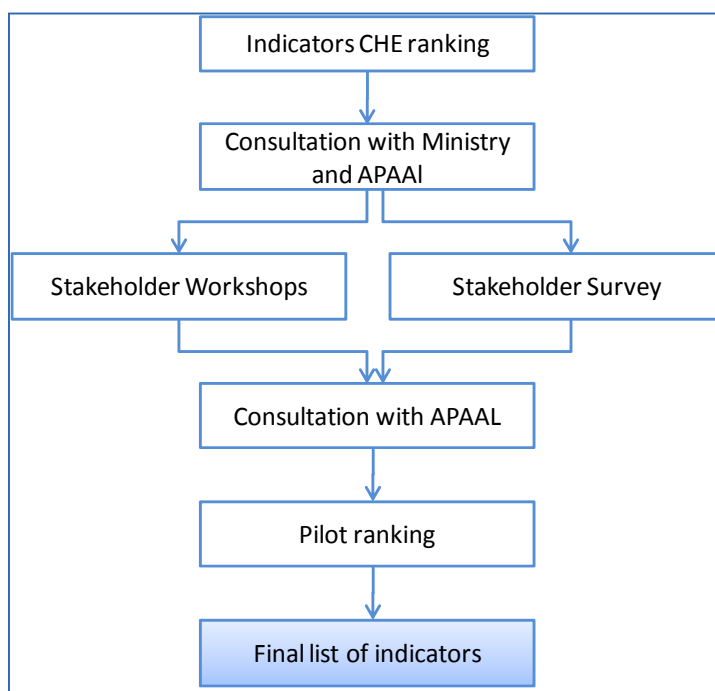 Indicators CHE ranking
Consultation with Ministry
and APAAl
Stakeholder Workshops
Stakeholder Survey
Consultation with APAAL
Pilot ranking
Final list of indicators